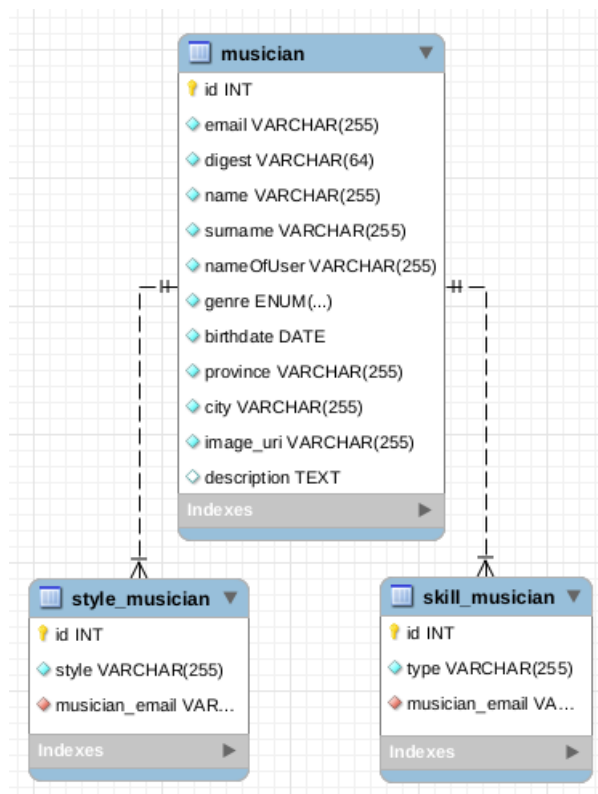 musician
id INT
email VARCHAR(255)
digest VARCHAR(64)
name VARCHAR(255)
surname VARCHAR(255)
nameOfUser VARCHAR(255)
genre ENUM(...)
birthdate DATE
province VARCHAR(255)
city VARCHAR(255)
image_uri VARCHAR(255)
description TEXT
Indexes
style_musician
id INT
style VARCHAR(255)
musician_email VAR...
Indexes
skill_musician
id INT
type VARCHAR(255)
musician_email VA...
Indexes